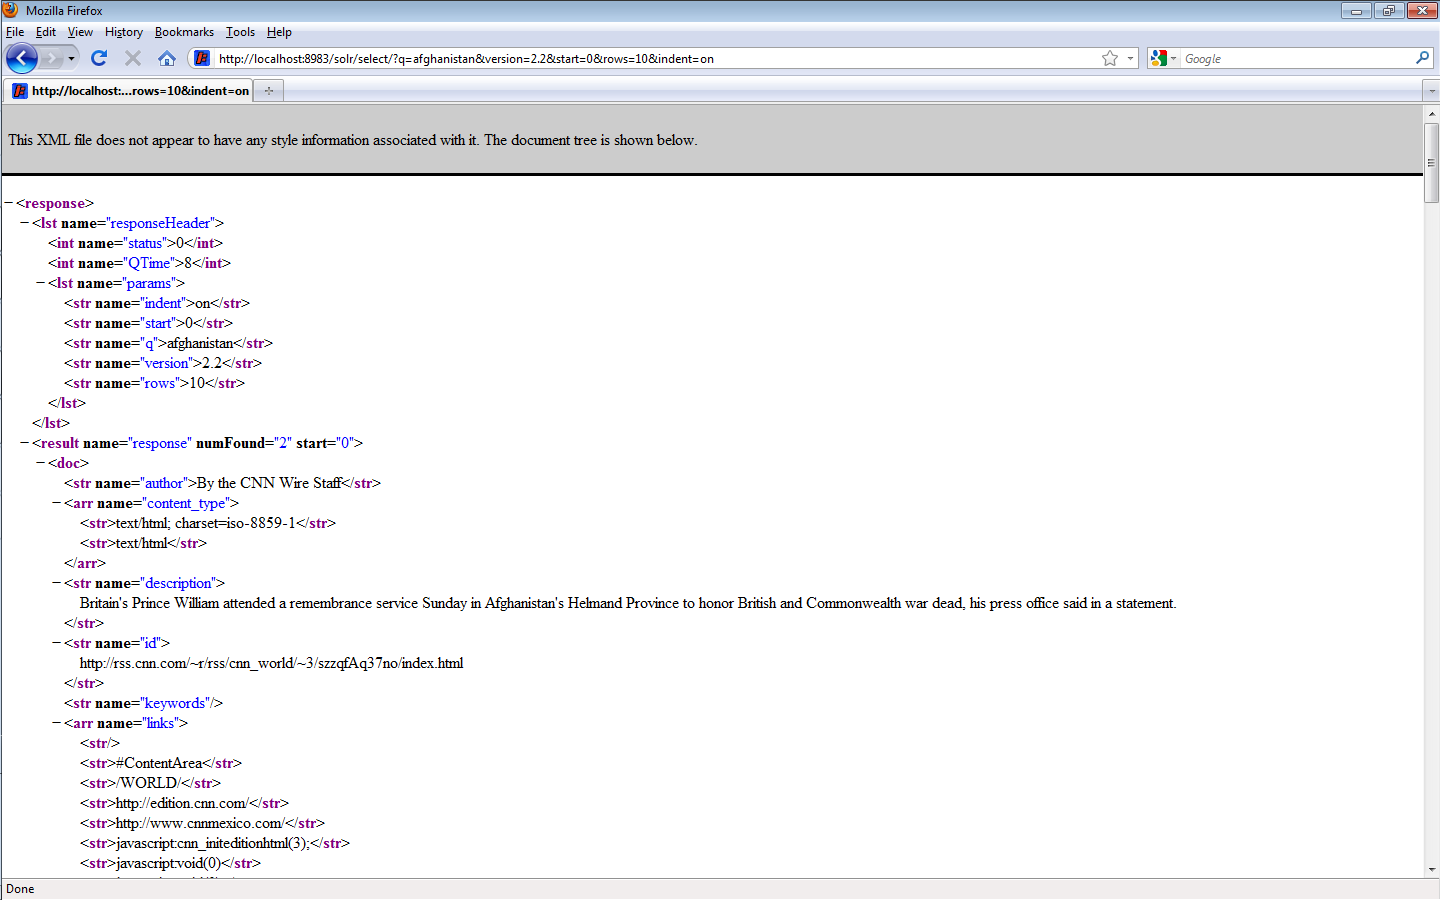 Mozilla Firefox
File Edit View History Bookmarks Tools Help
http://localhost:8983/solr/select/?q=afghanistan&version=2.2&start=0&rows=10&indent=on
Google
http://localhost:...rows=10&indent=on
This XML file does not appear to have any style information associated with it. The document tree is shown below.
−<response>
−<lst name="responseHeader">
<int name="status">0</int>
<int name="QTime">8</int>
−<lst name="params">
<str name="indent">on</str>
<str name="start">0</str>
<str name="q">afghanistan</str>
<str name="version">2.2</str>
<str name="rows">10</str>
</lst>
</lst>
−<result name="response" numFound="2" start="0">
−<doc>
<str name="author">By the CNN Wire Staff</str>
−<arr name="content_type">
<str>text/html; charset=iso-8859-1</str>
<str>text/html</str>
</arr>
−<str name="description">
Britain's Prince William attended a remembrance service Sunday in Afghanistan's Helmand Province to honor British and Commonwealth war dead, his press office said in a statement.
</str>
−<str name="id">
http://rss.cnn.com/~r/rss/cnn_world/~3/szzqfAq37no/index.html
</str>
<str name="keywords"/>
−<arr name="links">
<str/>
<str>#ContentArea</str>
<str>/WORLD/</str>
<str>http://edition.cnn.com/</str>
<str>http://www.cnnmexico.com/</str>
<str>javascript:cnn_initeditionhtml(3);</str>
<str>javascript:void(0)</str>
Done